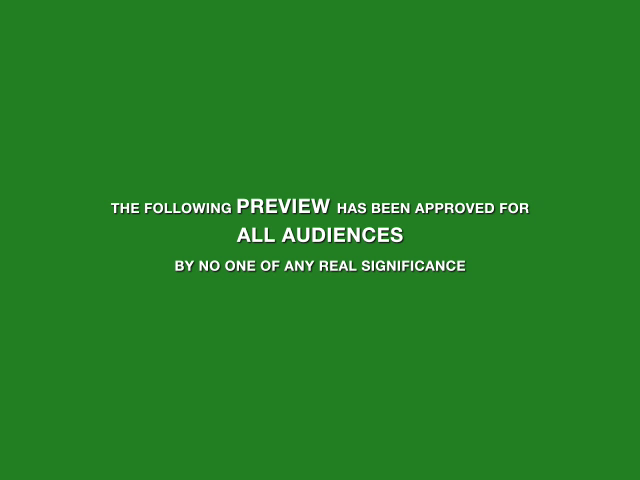 THE FOLLOWING PREVIEW HAS BEEN APPROVED FOR
ALL AUDIENCES
BY NO ONE OF ANY REAL SIGNIFICANCE